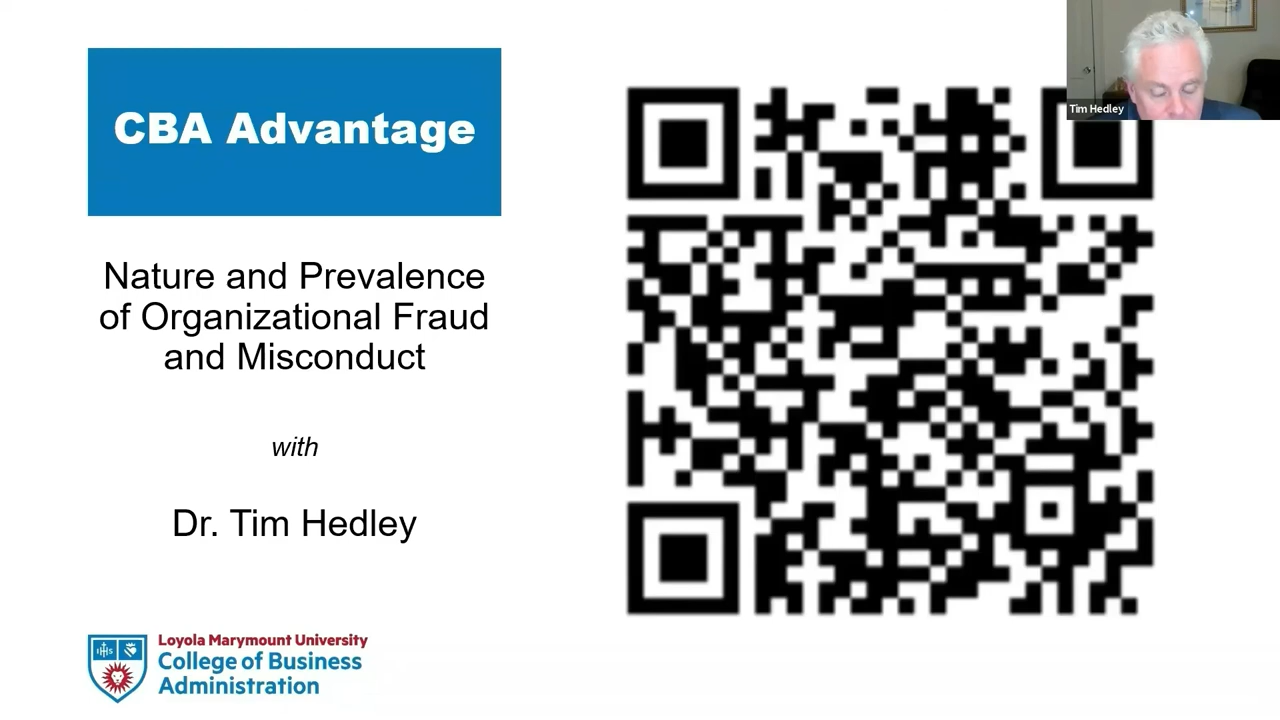 CBA Advantage
Nature and Prevalence
of Organizational Fraud
and Misconduct
with
Dr. Tim Hedley
Loyola Marymount University
College of Business
Administration
IHS
Tim Hedley